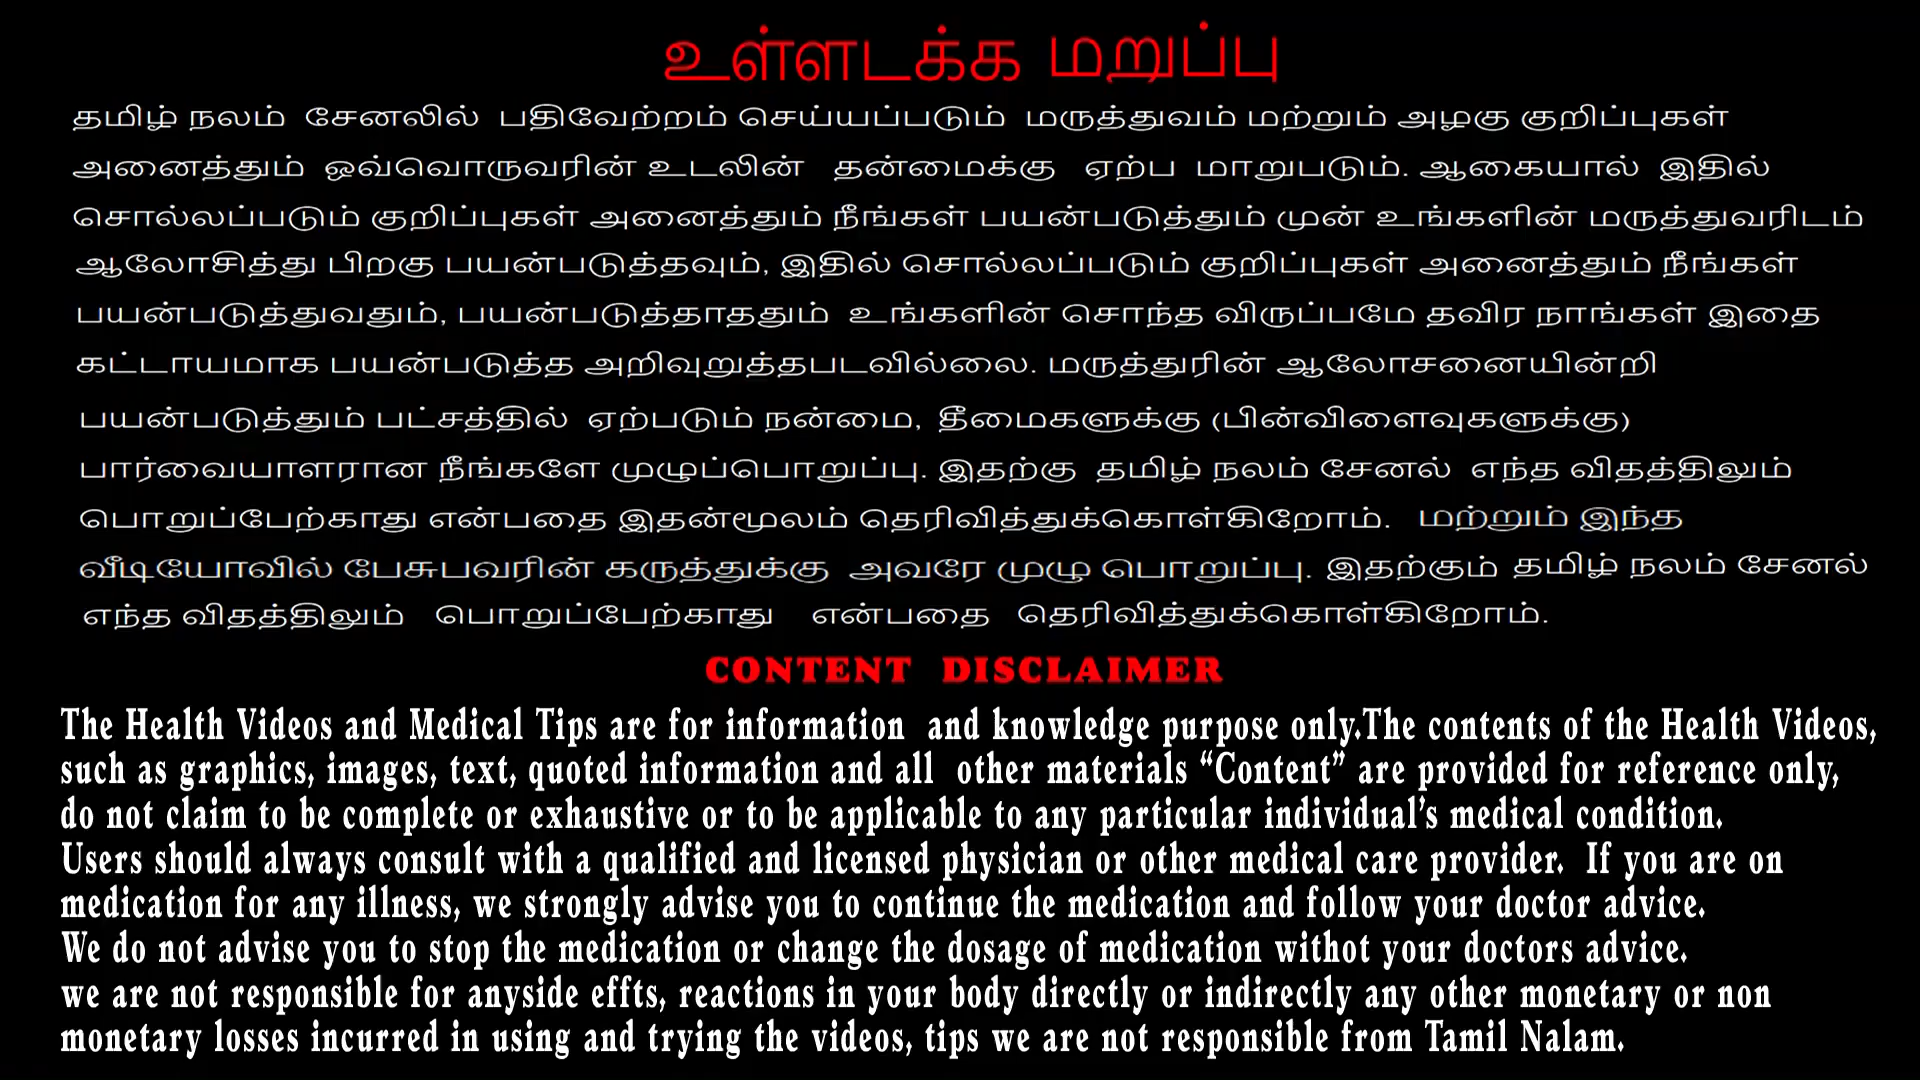 உள்ளடக்க மறுப்பு
தமிழ் நலம் சேனலில் பதிவேற்றம் செய்யப்படும் மருத்துவம் மற்றும் அழகு குறிப்புகள்
அனைத்தும் ஒவ்வொருவரின் உடலின் தன்மைக்கு ஏற்ப மாறுபடும். ஆகையால் இதில்
சொல்லப்படும் குறிப்புகள் அனைத்தும் நீங்கள் பயன்படுத்தும் முன் உங்களின் மருத்துவரிடம்
ஆலோசித்து பிறகு பயன்படுத்தவும், இதில் சொல்லப்படும் குறிப்புகள் அனைத்தும் நீங்கள்
பயன்படுத்துவதும், பயன்படுத்தாததும் உங்களின் சொந்த விருப்பமே தவிர நாங்கள் இதை
கட்டாயமாக பயன்படுத்த அறிவுறுத்தபடவில்லை. மருத்துரின் ஆலோசனையின்றி
பயன்படுத்தும் பட்சத்தில் ஏற்படும் நன்மை, தீமைகளுக்கு (பின்விளைவுகளுக்கு)
பார்வையாளரான நீங்களே முழுப்பொறுப்பு. இதற்கு தமிழ் நலம் சேனல் எந்த விதத்திலும்
பொறுப்பேற்காது என்பதை இதன்மூலம் தெரிவித்துக்கொள்கிறோம். மற்றும் இந்த
வீடியோவில் பேசுபவரின் கருத்துக்கு அவரே முழு பொறுப்பு. இதற்கும் தமிழ் நலம் சேனல்
எந்த விதத்திலும் பொறுப்பேற்காது என்பதை தெரிவித்துக்கொள்கிறோம்.
CONTENT DISCLAIMER
The Health Videos and Medical Tips are for information and knowledge purpose only.The contents of the Health Videos,
such as graphics, images, text, quoted information and all other materials “Content” are provided for reference only,
do not claim to be complete or exhaustive or to be applicable to any particular individual's medical condition.
Users should always consult with a qualified and licensed physician or other medical care provider. If you are on
medication for any illness, we strongly advise you to continue the medication and follow your doctor advice.
We do not advise you to stop the medication or change the dosage of medication withot your doctors advice.
we are not responsible for anyside effts, reactions in your body directly or indirectly any other monetary or non
monetary losses incurred in using and trying the videos, tips we are not responsible from Tamil Nalam.